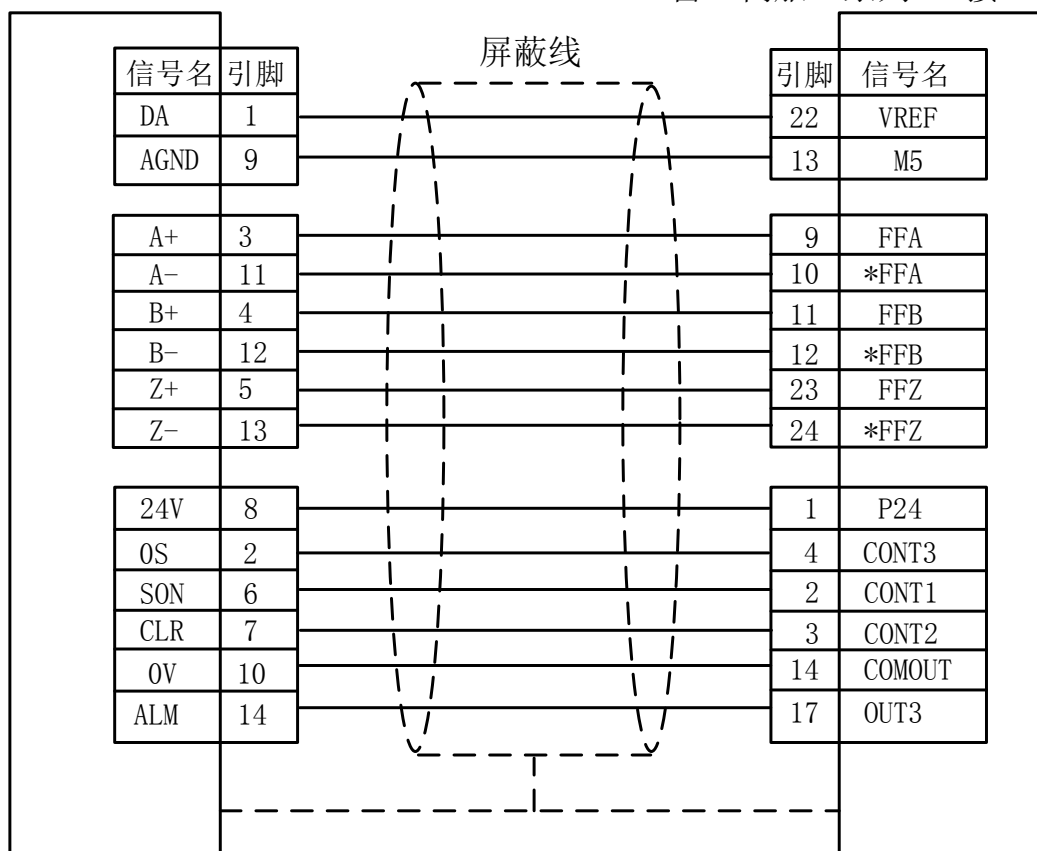 屏蔽线
信号名 引脚 引脚 信号名
DA 1 22 VREF
AGND 9 13 M5
A+ 3 9 FFA
A- 11 10 *FFA
B+ 4 11 FFB
B- 12 12 *FFB
Z+ 5 23 FFZ
Z- 13 24 *FFZ
24V 8 1 P24
OS 2 4 CONT3
SON 6 2 CONT1
CLR 7 3 CONT2
0V 10 14 COMOUT
ALM 14 17 OUT3